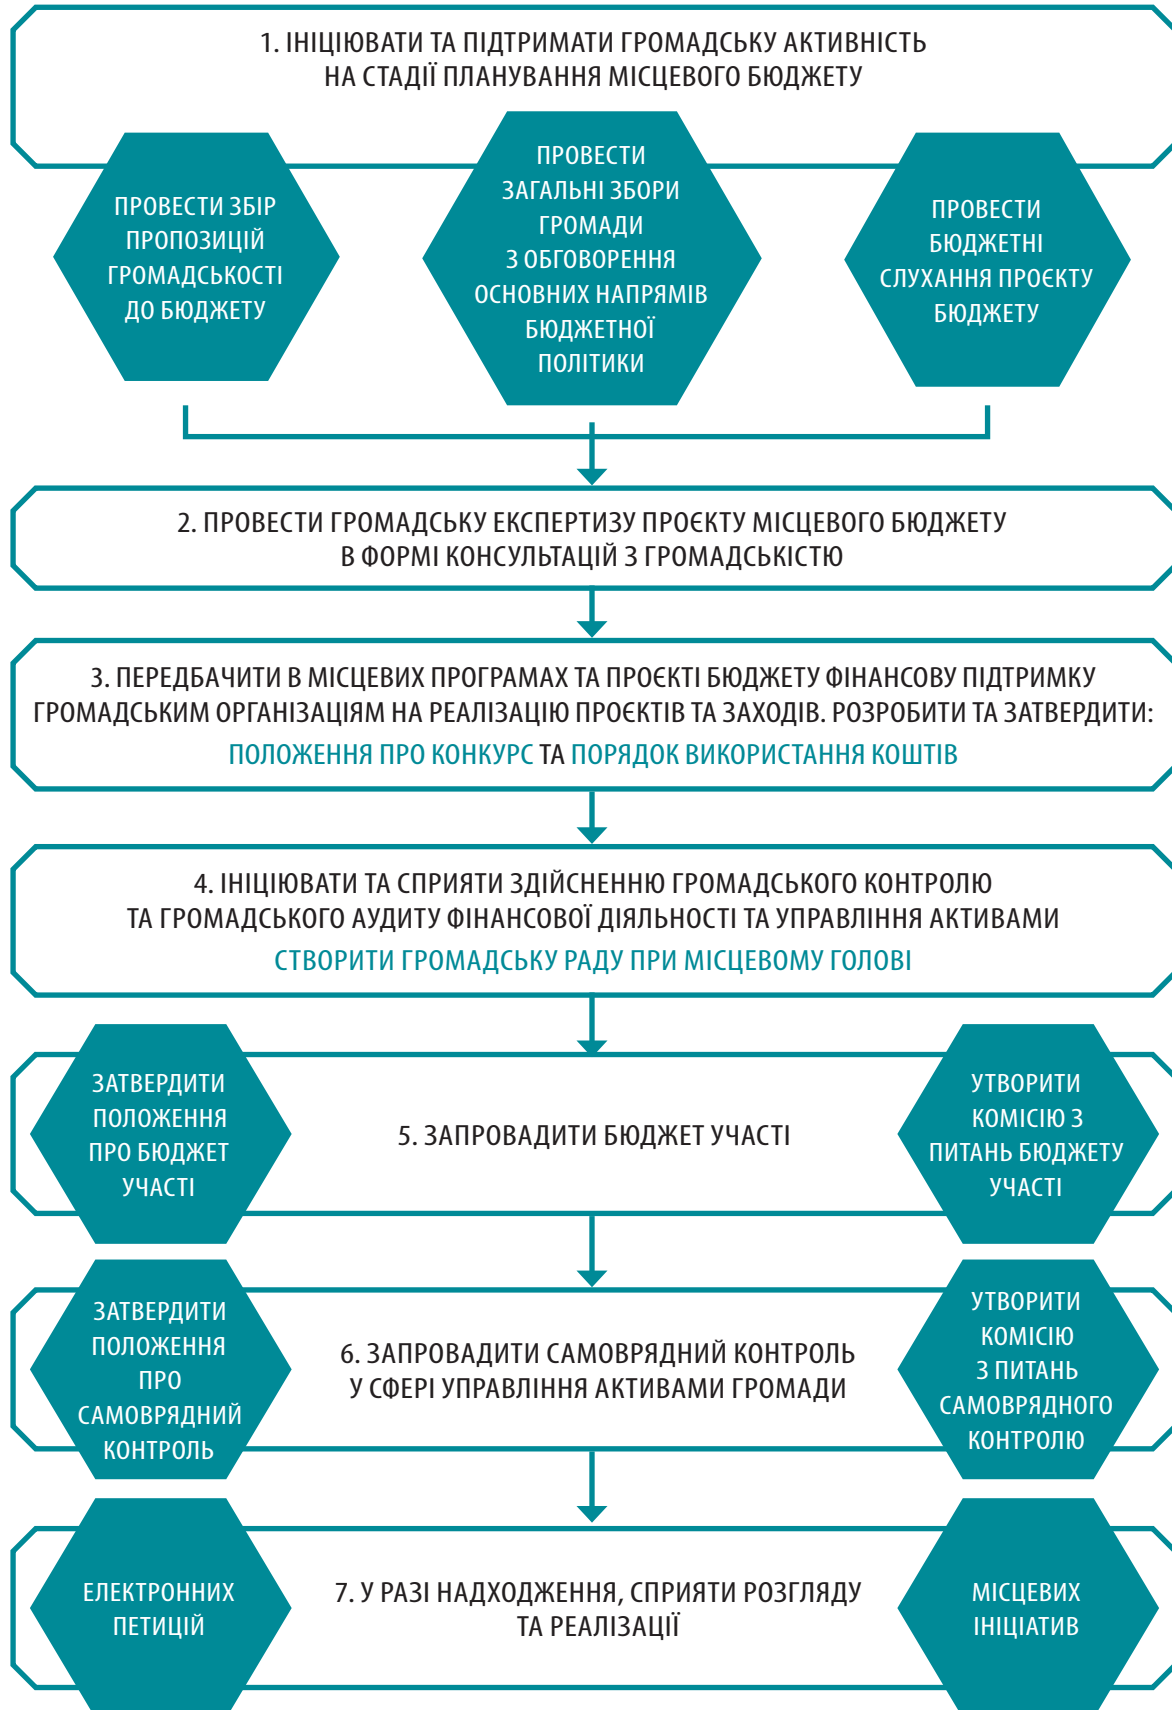 1. ІНІЦІЮВАТИ ТА ПІДТРИМАТИ ГРОМАДСЬКУ АКТИВНІСТЬ
НА СТАДІЇ ПЛАНУВАННЯ МІСЦЕВОГО БЮДЖЕТУ
ПРОВЕСТИ ЗБІР
ПРОПОЗИЦІЙ
ГРОМАДСЬКОСТІ
ДО БЮДЖЕТУ
ПРОВЕСТИ
ЗАГАЛЬНІ ЗБОРИ
ГРОМАДИ
З ОБГОВОРЕННЯ
ОСНОВНИХ НАПРЯМІВ
БЮДЖЕТНОЇ
ПОЛІТИКИ
ПРОВЕСТИ
БЮДЖЕТНІ
СЛУХАННЯ ПРОЄКТУ
БЮДЖЕТУ
2. ПРОВЕСТИ ГРОМАДСЬКУ ЕКСПЕРТИЗУ ПРОЄКТУ МІСЦЕВОГО БЮДЖЕТУ
В ФОРМІ КОНСУЛЬТАЦІЙ З ГРОМАДСЬКІСТЮ
3. ПЕРЕДБАЧИТИ В МІСЦЕВИХ ПРОГРАМАХ ТА ПРОЄКТІ БЮДЖЕТУ ФІНАНСОВУ ПІДТРИМКУ
ГРОМАДСЬКИМ ОРГАНІЗАЦІЯМ НА РЕАЛІЗАЦІЮ ПРОЄКТІВ ТА ЗАХОДІВ. РОЗРОБИТИ ТА ЗАТВЕРДИТИ:
ПОЛОЖЕННЯ ПРО КОНКУРС ТА ПОРЯДОК ВИКОРИСТАННЯ КОШТІВ
4. ІНІЦІЮВАТИ ТА СПРИЯТИ ЗДІЙСНЕННЮ ГРОМАДСЬКОГО КОНТРОЛЮ
ТА ГРОМАДСЬКОГО АУДИТУ ФІНАНСОВОЇ ДІЯЛЬНОСТІ ТА УПРАВЛІННЯ АКТИВАМИ
СТВОРИТИ ГРОМАДСЬКУ РАДУ ПРИ МІСЦЕВОМУ ГОЛОВІ
ЗАТВЕРДИТИ
ПОЛОЖЕННЯ
ПРО БЮДЖЕТ
УЧАСТІ
5. ЗАПРОВАДИТИ БЮДЖЕТ УЧАСТІ
УТВОРИТИ
КОМІСІЮ З
ПИТАНЬ БЮДЖЕТУ
УЧАСТІ
ЗАТВЕРДИТИ
ПОЛОЖЕННЯ
ПРО
САМОВРЯДНИЙ
КОНТРОЛЬ
6. ЗАПРОВАДИТИ САМОВРЯДНИЙ КОНТРОЛЬ
У СФЕРІ УПРАВЛІННЯ АКТИВАМИ ГРОМАДИ
УТВОРИТИ
КОМІСІЮ
З ПИТАНЬ
САМОВРЯДНОГО
КОНТРОЛЮ
ЕЛЕКТРОННИХ
ПЕТИЦІЙ
7. У РАЗІ НАДХОДЖЕННЯ, СПРИЯТИ РОЗГЛЯДУ
ТА РЕАЛІЗАЦІЇ
МІСЦЕВИХ
ІНІЦІАТИВ